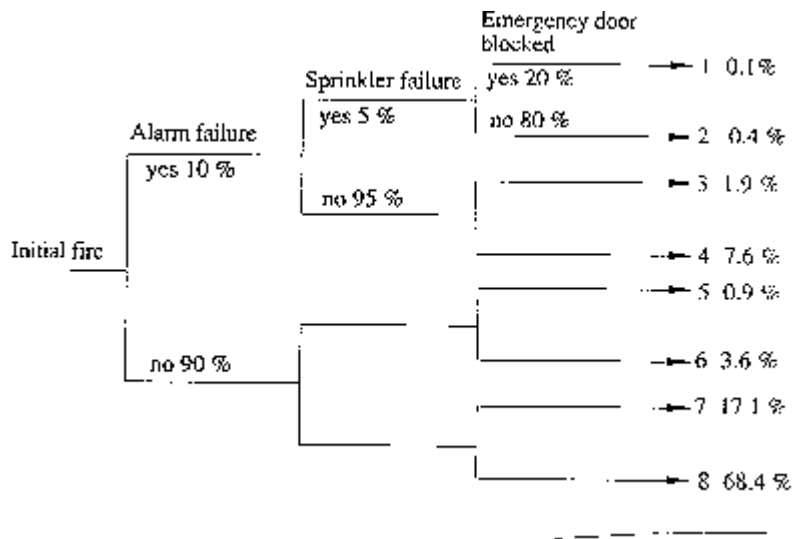 Emergency door
blocked
yes 20 %
1 0.1%
Sprinkler failure
yes 5 %
no 80 %
2 0.4 %
Alarm failure
yes 10 %
3 1.9 %
no 95 %
Initial fire
4 7.6 %
5 0.9 %
no 90 %
6 3.6 %
7 17.1 %
8 68.4 %